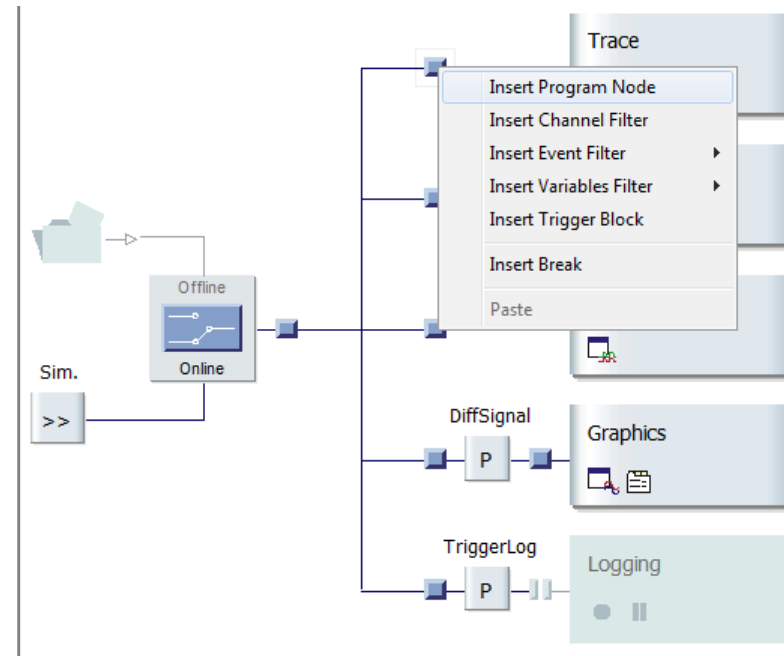 Trace
Insert Program Node
Insert Channel Filter
Insert Event Filter
Insert Variables Filter
Insert Trigger Block
Insert Break
Paste
Offline
Online
Sim.
>>
DiffSignal
P
Graphics
TriggerLog
P
Logging